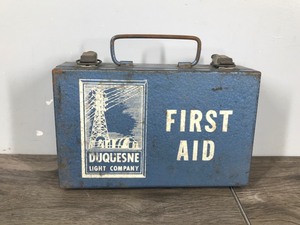 DUQUESNE
LIGHT COMPANY
FIRST
AID